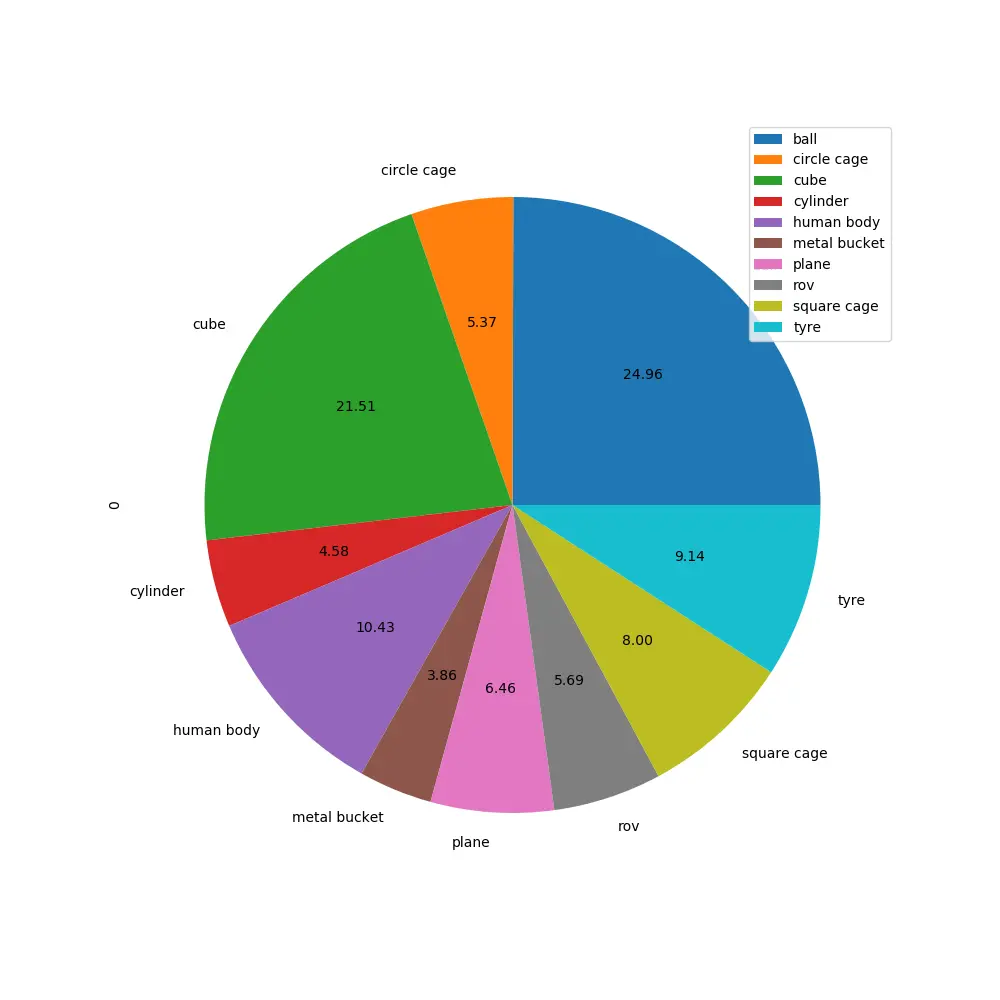 ball
circle cage
cube
cylinder
human body
metal bucket
plane
rov
square cage
tyre
circle cage
5.37
cube
24.96
21.51
0
4.58
9.14
cylinder
tyre
10.43
8.00
3.86
5.69
6.46
human body
square cage
metal bucket
rov
plane